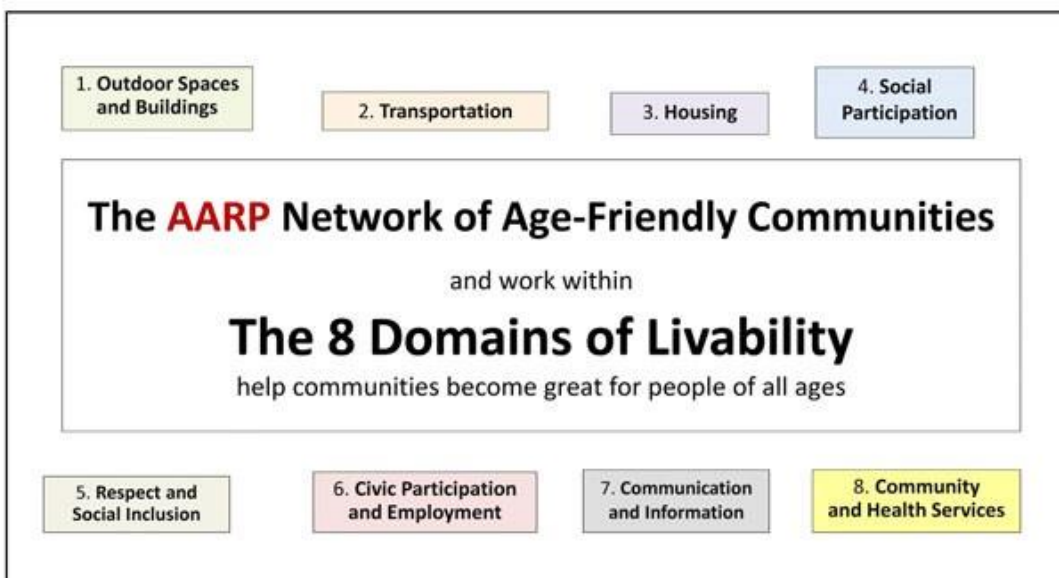 1. Outdoor Spaces
and Buildings
2. Transportation
3. Housing
4. Social
Participation
The AARP Network of Age-Friendly Communities
and work within
The 8 Domains of Livability
help communities become great for people of all ages
5. Respect and
Social Inclusion
6. Civic Participation
and Employment
7. Communication
and Information
8. Community
and Health Services